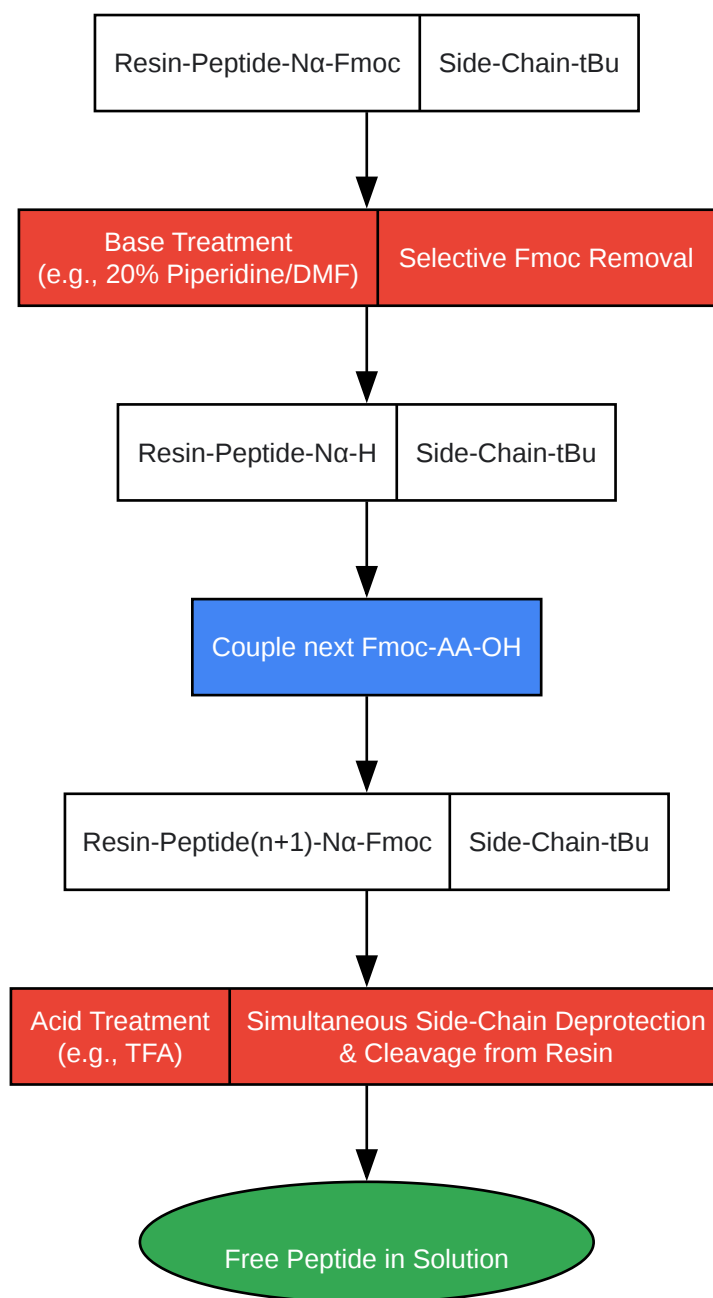 Resin-Peptide-Nα-Fmoc
Side-Chain-tBu
Base Treatment
(e.g., 20% Piperidine/DMF)
Selective Fmoc Removal
Resin-Peptide-Nα-H
Side-Chain-tBu
Couple next Fmoc-AA-OH
Resin-Peptide(n+1)-Nα-Fmoc
Side-Chain-tBu
Acid Treatment
(e.g., TFA)
Simultaneous Side-Chain Deprotection
& Cleavage from Resin
Free Peptide in Solution